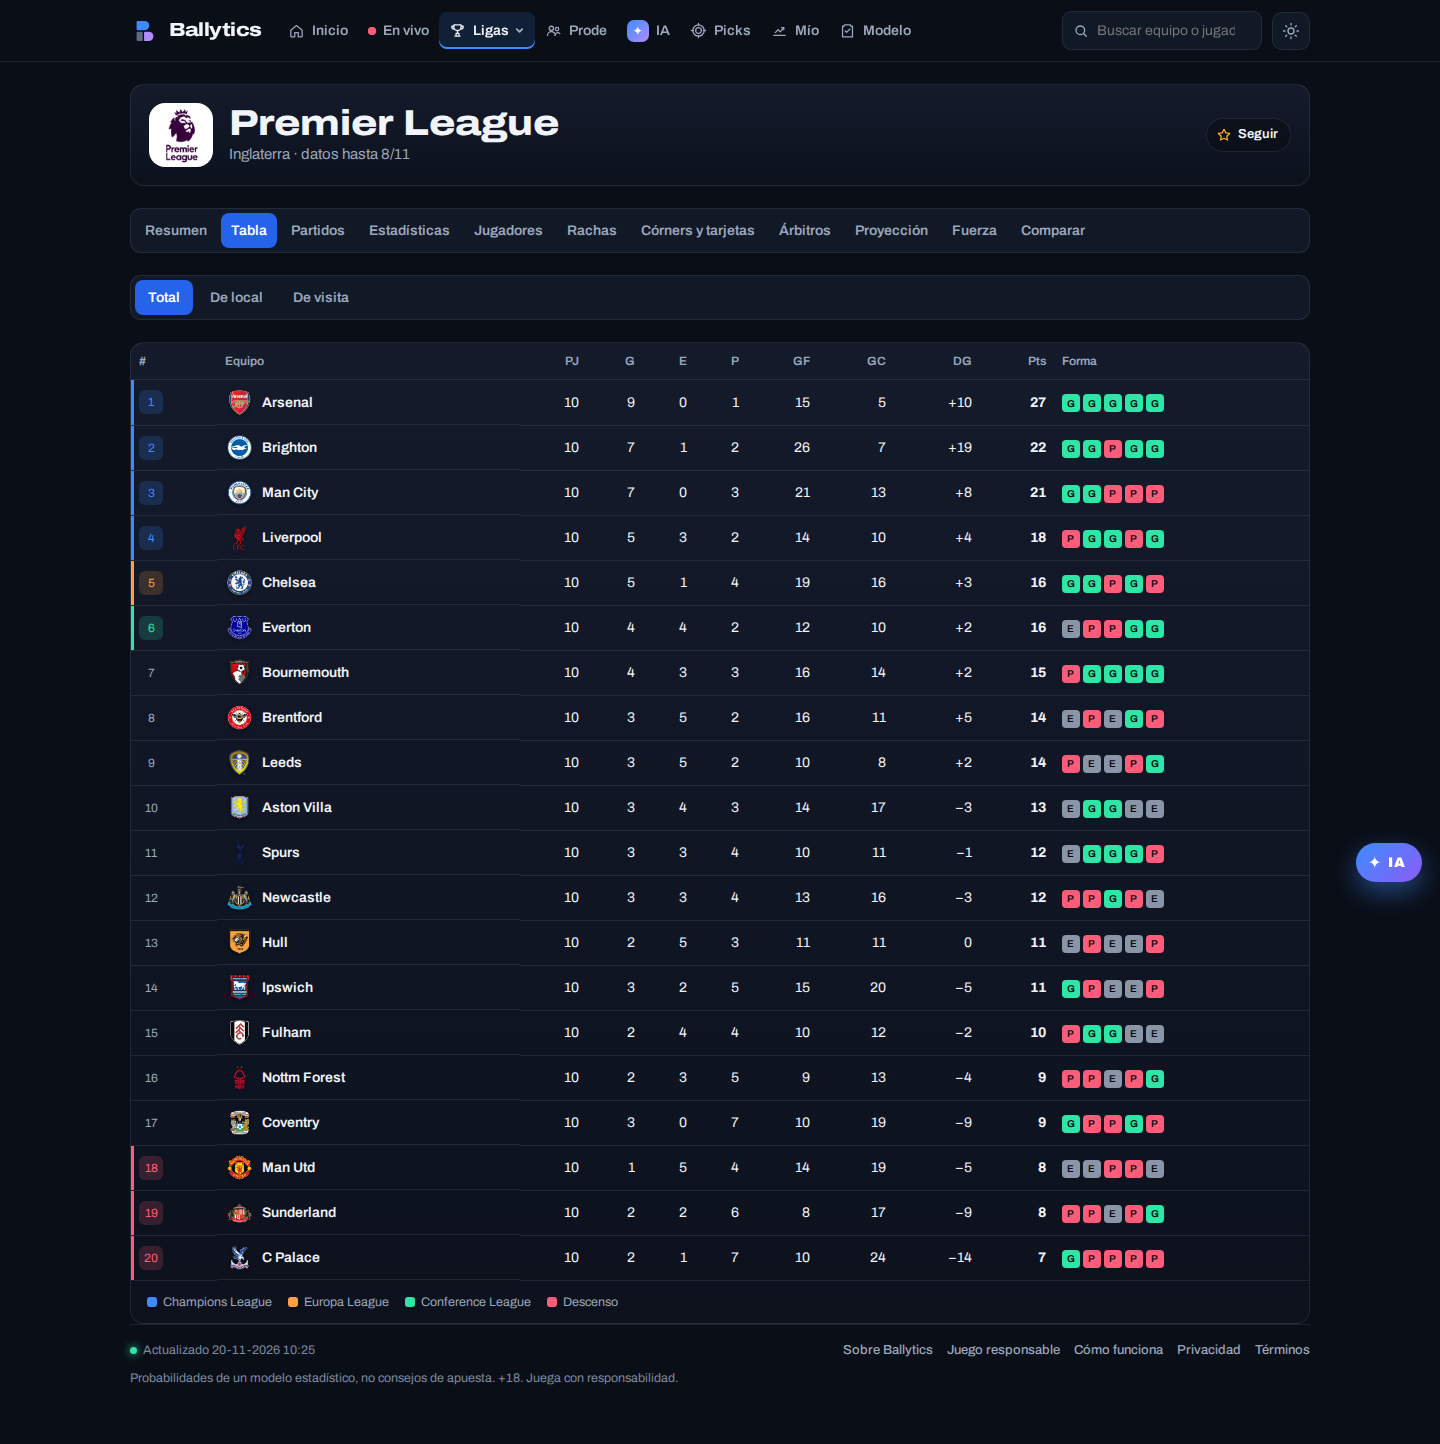 Ballytics Inicio En vivo Ligas Prode IA Picks Mío Modelo Buscar equipo o jugad
Premier League
Premier League
Inglaterra · datos hasta 8/11
Seguir
Resumen Tabla Partidos Estadísticas Jugadores Rachas Córners y tarjetas Árbitros Proyección Fuerza Comparar
Total De local De visita
# Equipo PJ G E P GF GC DG Pts Forma
1 Arsenal 10 9 0 1 15 5 +10 27 G G G G G
2 Brighton 10 7 1 2 26 7 +19 22 G G P G G
3 Man City 10 7 0 3 21 13 +8 21 G G P P P
4 Liverpool 10 5 3 2 14 10 +4 18 P G G P G
5 Chelsea 10 5 1 4 19 16 +3 16 G G P G P
6 Everton 10 4 4 2 12 10 +2 16 E P P G G
7 Bournemouth 10 4 3 3 16 14 +2 15 P G G G G
8 Brentford 10 3 5 2 16 11 +5 14 E P E G P
9 Leeds 10 3 5 2 10 8 +2 14 P E E P G
10 Aston Villa 10 3 4 3 14 17 −3 13 E G G E E
11 Spurs 10 3 3 4 10 11 −1 12 E G G G P
12 Newcastle 10 3 3 4 13 16 −3 12 P P G P E
13 Hull 10 2 5 3 11 11 0 11 E P E E P
14 Ipswich 10 3 2 5 15 20 −5 11 G P E E P
15 Fulham 10 2 4 4 10 12 −2 10 P G G E E
16 Nottm Forest 10 2 3 5 9 13 −4 9 P P E P G
17 Coventry 10 3 0 7 10 19 −9 9 G P P G P
18 Man Utd 10 1 5 4 14 19 −5 8 E E P P E
19 Sunderland 10 2 2 6 8 17 −9 8 P P E P G
20 C Palace 10 2 1 7 10 24 −14 7 G P P P P
IA
Champions League Europa League Conference League Descenso
Actualizado 20-11-2026 10:25 Sobre Ballytics Juego responsable Cómo funciona Privacidad Términos
Probabilidades de un modelo estadístico, no consejos de apuesta. +18. Juega con responsabilidad.